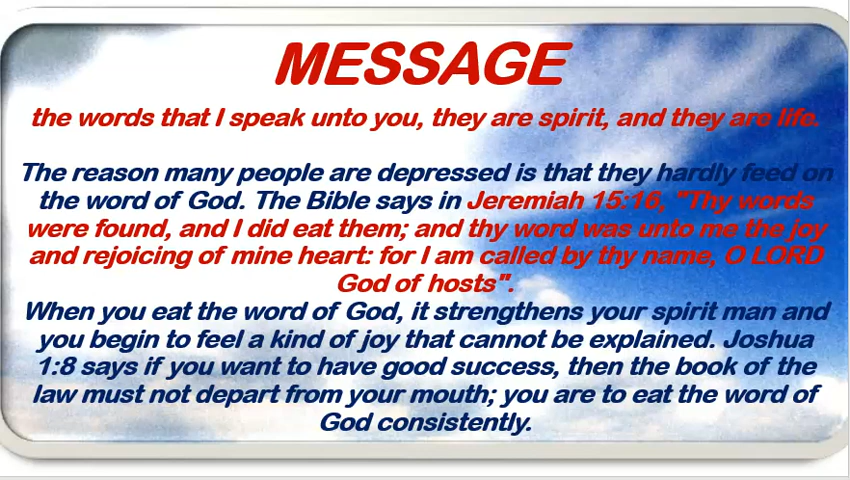 MESSAGE
the words that I speak unto you, they are spirit, and they are life.
The reason many people are depressed is that they hardly feed on
the word of God. The Bible says in Jeremiah 15:16, "Thy words
were found, and I did eat them; and thy word was unto me the joy
and rejoicing of mine heart: for I am called by thy name, O LORD
God of hosts".
When you eat the word of God, it strengthens your spirit man and
you begin to feel a kind of joy that cannot be explained. Joshua
1:8 says if you want to have good success, then the book of the
law must not depart from your mouth; you are to eat the word of
God consistently.